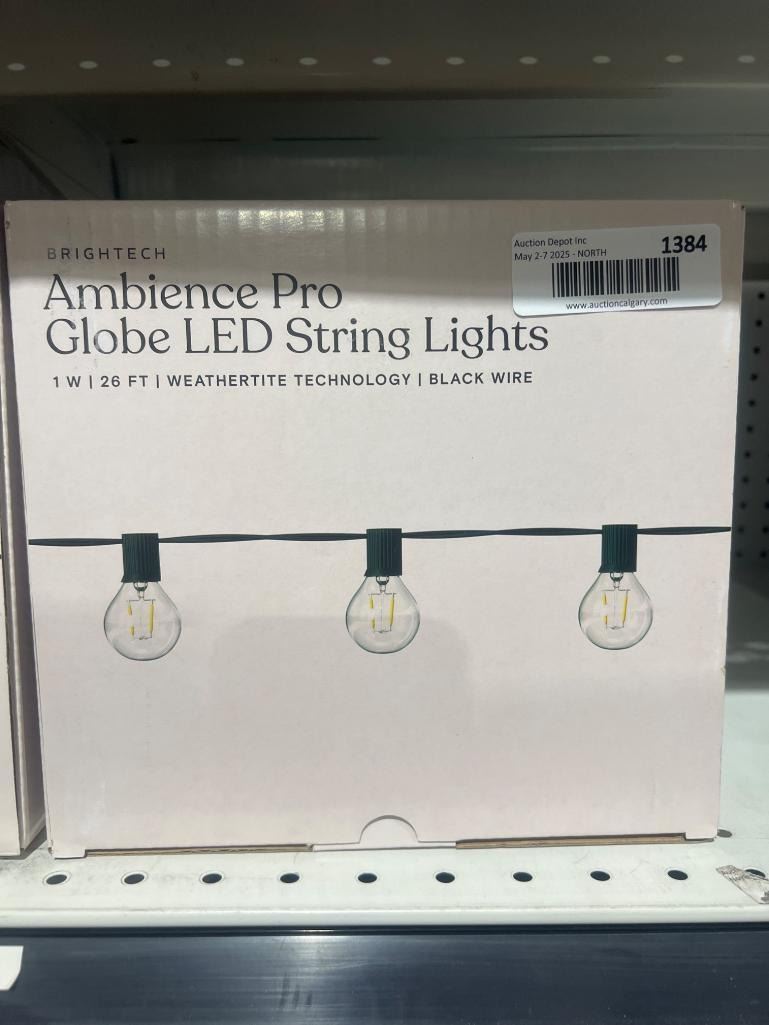 BRIGHTECH
Ambience Pro
Globe LED String Lights
1 W | 26 FT | WEATHERTITE TECHNOLOGY | BLACK WIRE
Auction Depot Inc
May 2-7 2025 - NORTH
1384
www.auctioncalgary.com